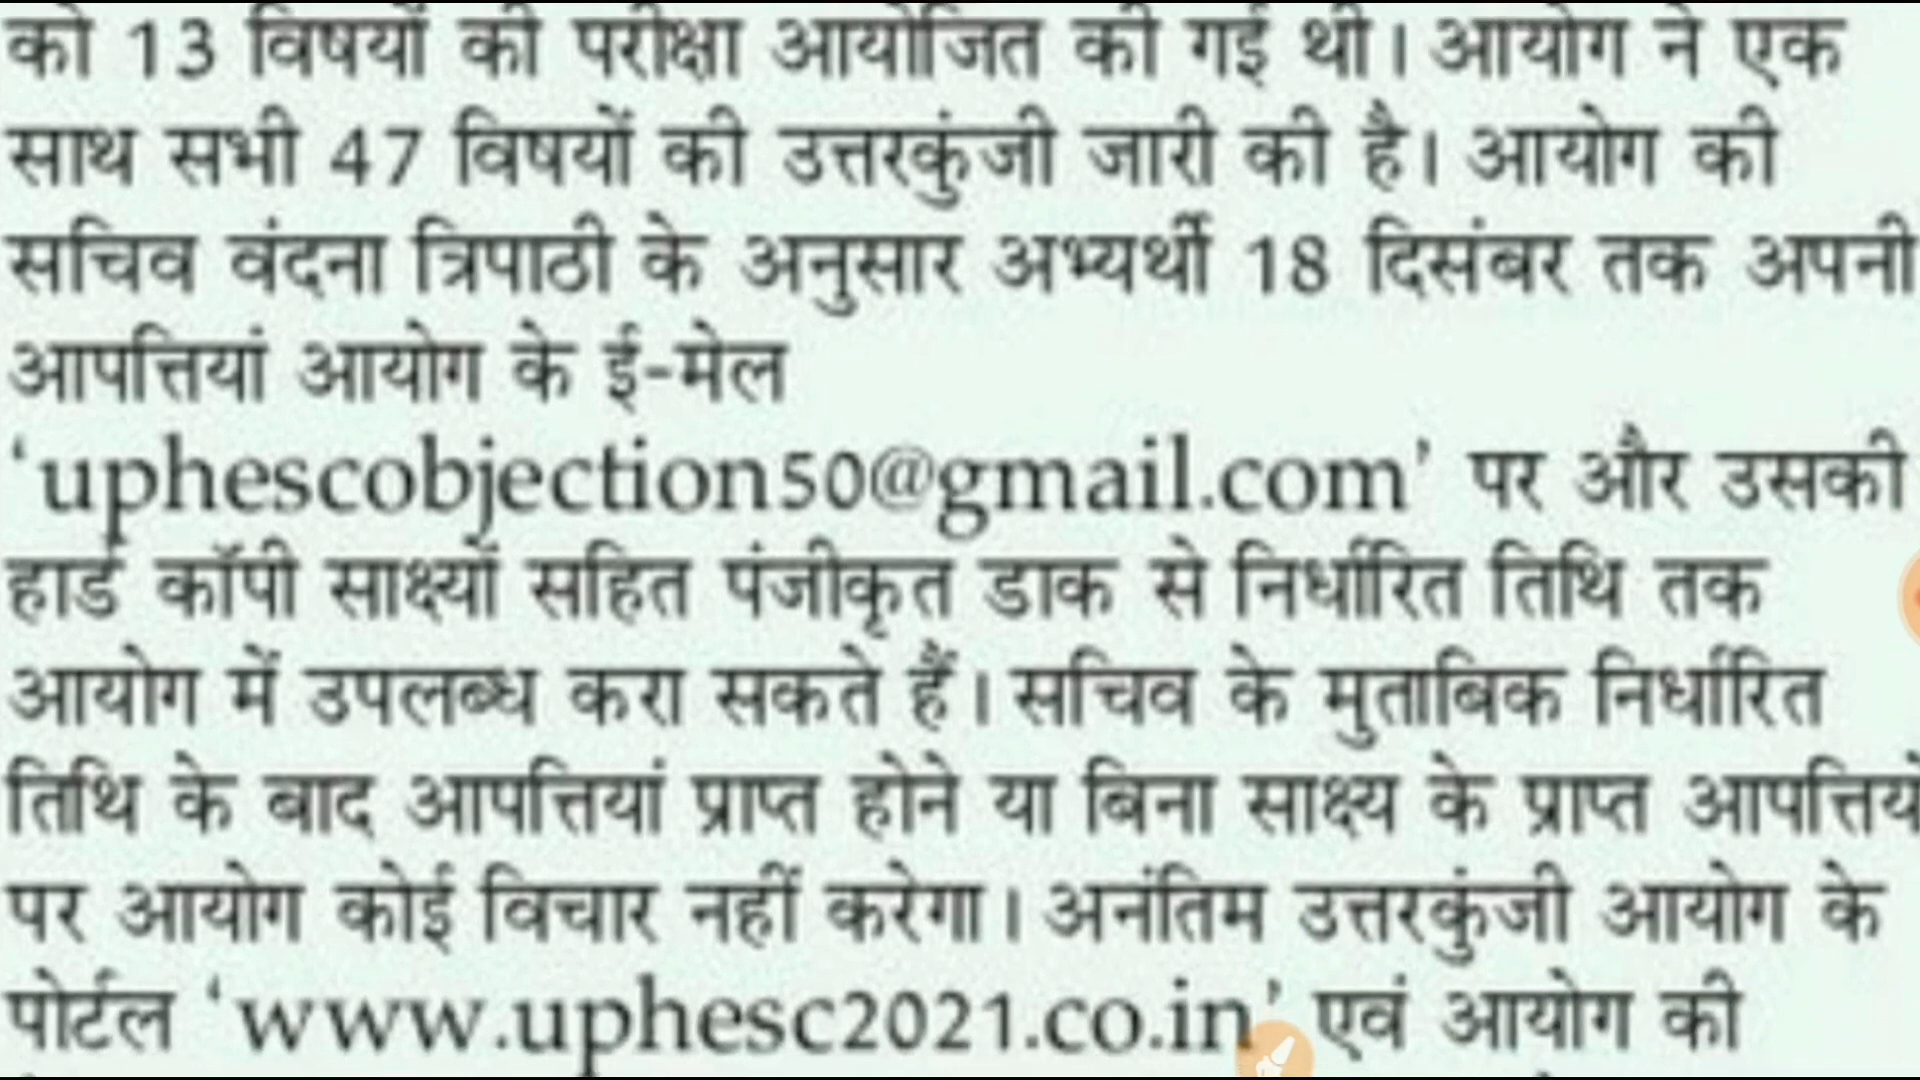 को 13 विषयों की परीक्षा आयोजित की गई थी। आयोग ने एक
साथ सभी 47 विषयों की उत्तरकुंजी जारी की है। आयोग की
सचिव वंदना त्रिपाठी के अनुसार अभ्यर्थी 18 दिसंबर तक अपनी
आपत्तियां आयोग के ई-मेल
‘uphescobjection50@gmail.com’ पर और उसकी
हार्ड कॉपी साक्ष्यों सहित पंजीकृत डाक से निर्धारित तिथि तक
आयोग में उपलब्ध करा सकते हैं। सचिव के मुताबिक निर्धारित
तिथि के बाद आपत्तियां प्राप्त होने या बिना साक्ष्य के प्राप्त आपत्तियों
पर आयोग कोई विचार नहीं करेगा। अनंतिम उत्तरकुंजी आयोग के
पोर्टल ‘www.uphesc2021.co.in’ एवं आयोग की